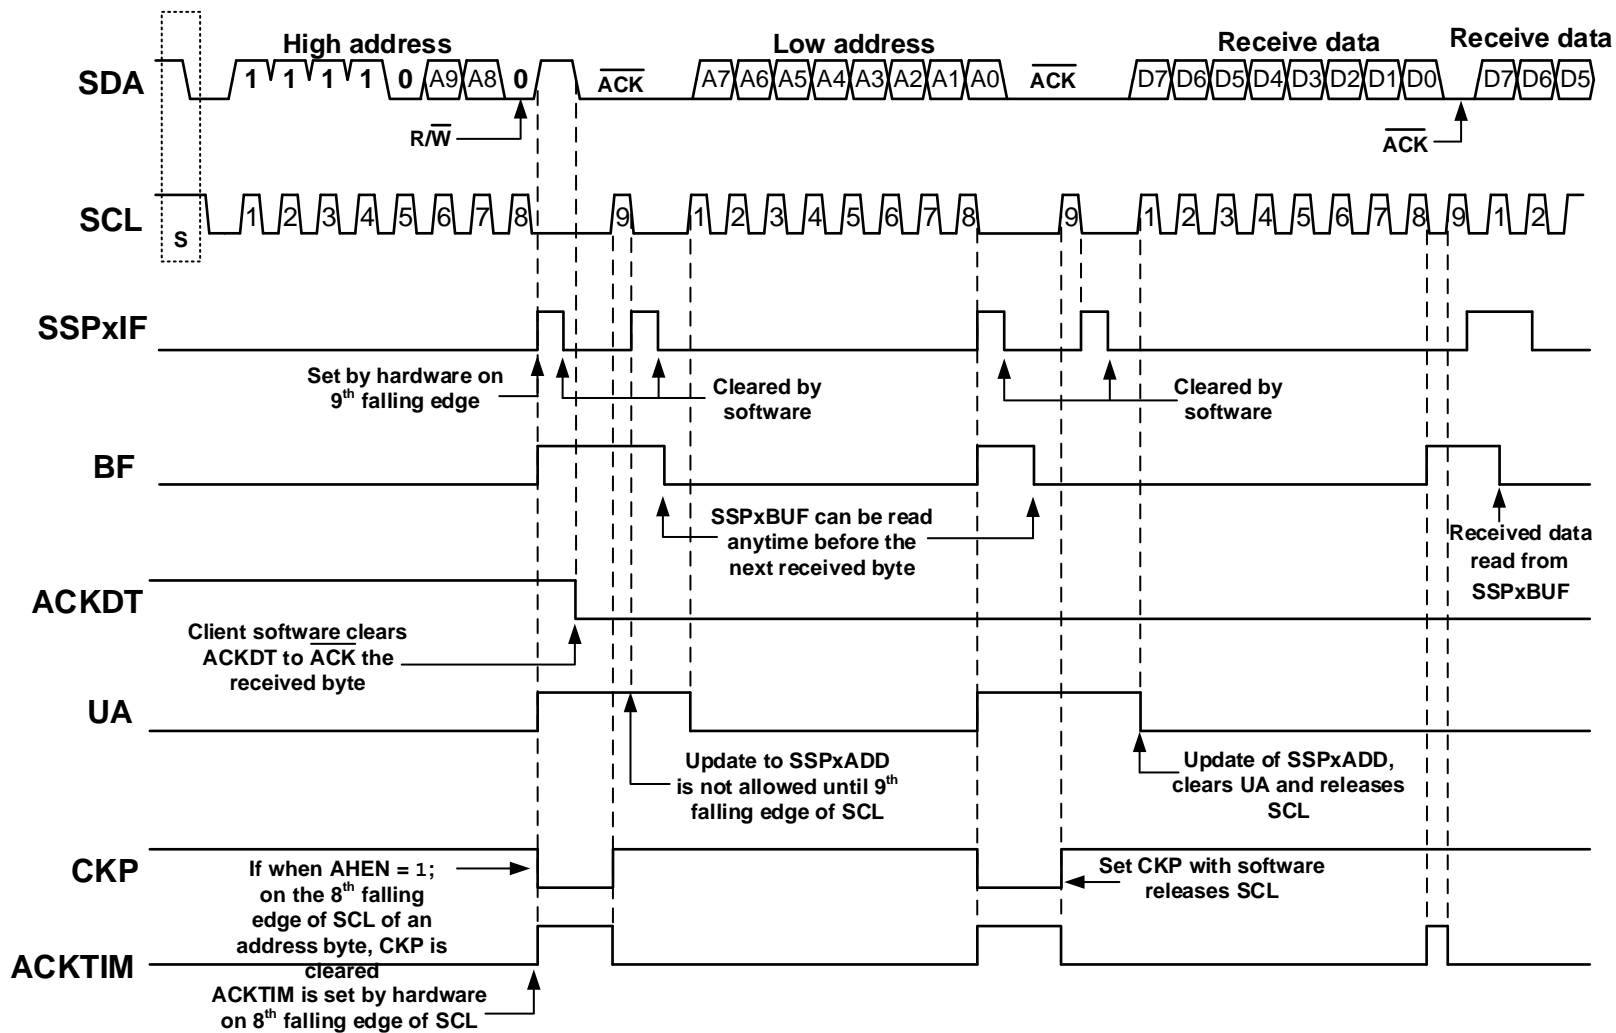 High address
Low address
Receive data
Receive data
SDA
1 1 1 1 0 A9 A8 0
ACK
A7 A6 A5 A4 A3 A2 A1 A0
ACK
D7 D6 D5 D4 D3 D2 D1 D0
D7 D6 D5
R/W
ACK
SCL
S
1 2 3 4 5 6 7 8 9 1 2 3 4 5 6 7 8 9 1 2 3 4 5 6 7 8 9 1 2
SSPxIF
Set by hardware on
9th falling edge
Cleared by
software
Cleared by
software
BF
SSPxBUF can be read
anytime before the
next received byte
Received data
read from
SSPxBUF
ACKDT
Client software clears
ACKDT to ACK the
received byte
UA
Update to SSPxADD
is not allowed until 9th
falling edge of SCL
Update of SSPxADD,
clears UA and releases
SCL
CKP
If when AHEN = 1;
on the 8th falling
edge of SCL of an
address byte, CKP is
cleared
Set CKP with software
releases SCL
ACKTIM
ACKTIM is set by hardware
on 8th falling edge of SCL